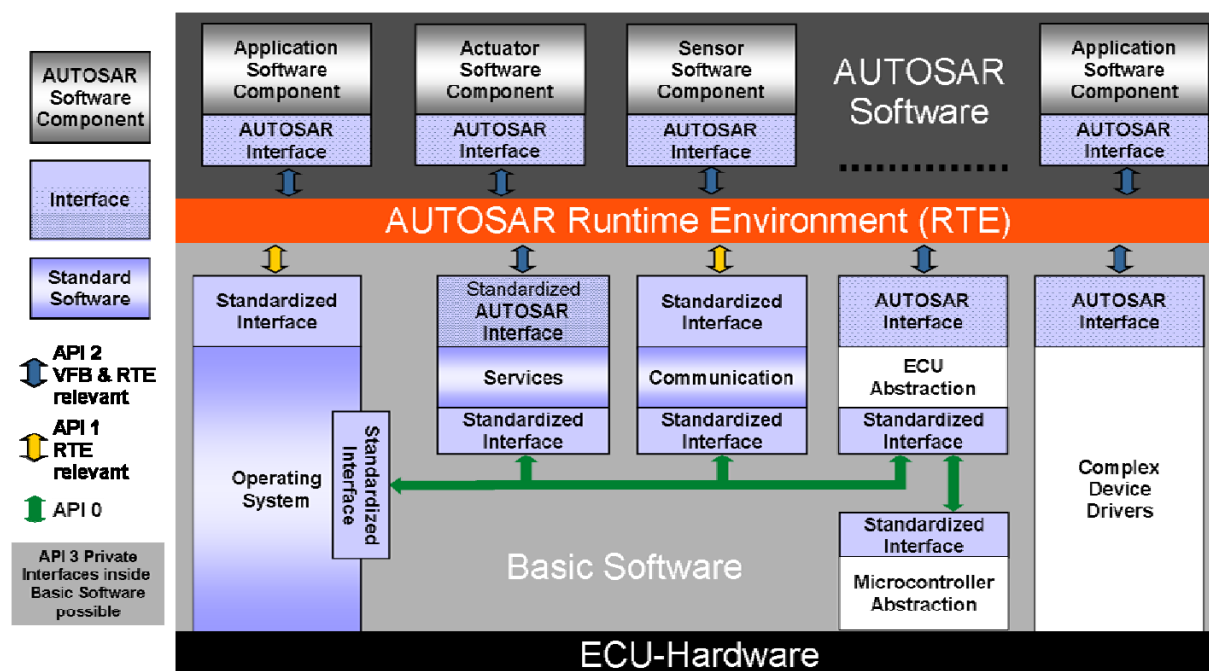 AUTOSAR
Software
Component
Interface
Standard
Software
API 2
VFB & RTE
relevant
API 1
RTE
relevant
API 0
API 3 Private
Interfaces inside
Basic Software
possible
Application
Software
Component
AUTOSAR
Interface
Actuator
Software
Component
AUTOSAR
Interface
Sensor
Software
Component
AUTOSAR
Interface
AUTOSAR
Software
Application
Software
Component
AUTOSAR
Interface
AUTOSAR Runtime Environment (RTE)
Standardized
Interface
Operating
System
Standardized
Interface
Standardized
AUTOSAR
Interface
Services
Standardized
Interface
Standardized
Interface
Communication
Standardized
Interface
AUTOSAR
Interface
ECU
Abstraction
Standardized
Interface
Standardized
Interface
Microcontroller
Abstraction
AUTOSAR
Interface
Complex
Device
Drivers
Basic Software
ECU-Hardware